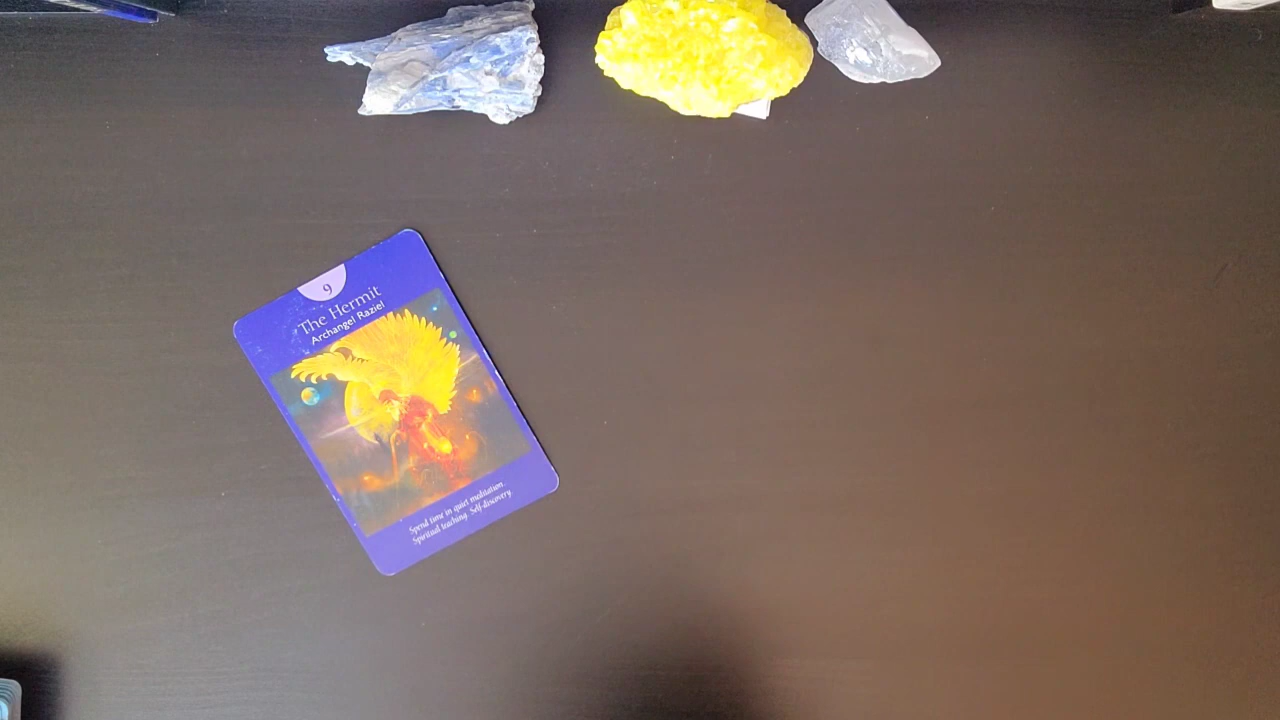 9
The Hermit
Archangel Raziel
Spend time in quiet meditation.
Spiritual teaching. Self-discovery.